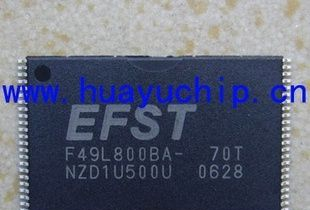 www.huayuchip.cn
EFST
F49L800BA- 70T
NZD1U500U 0628